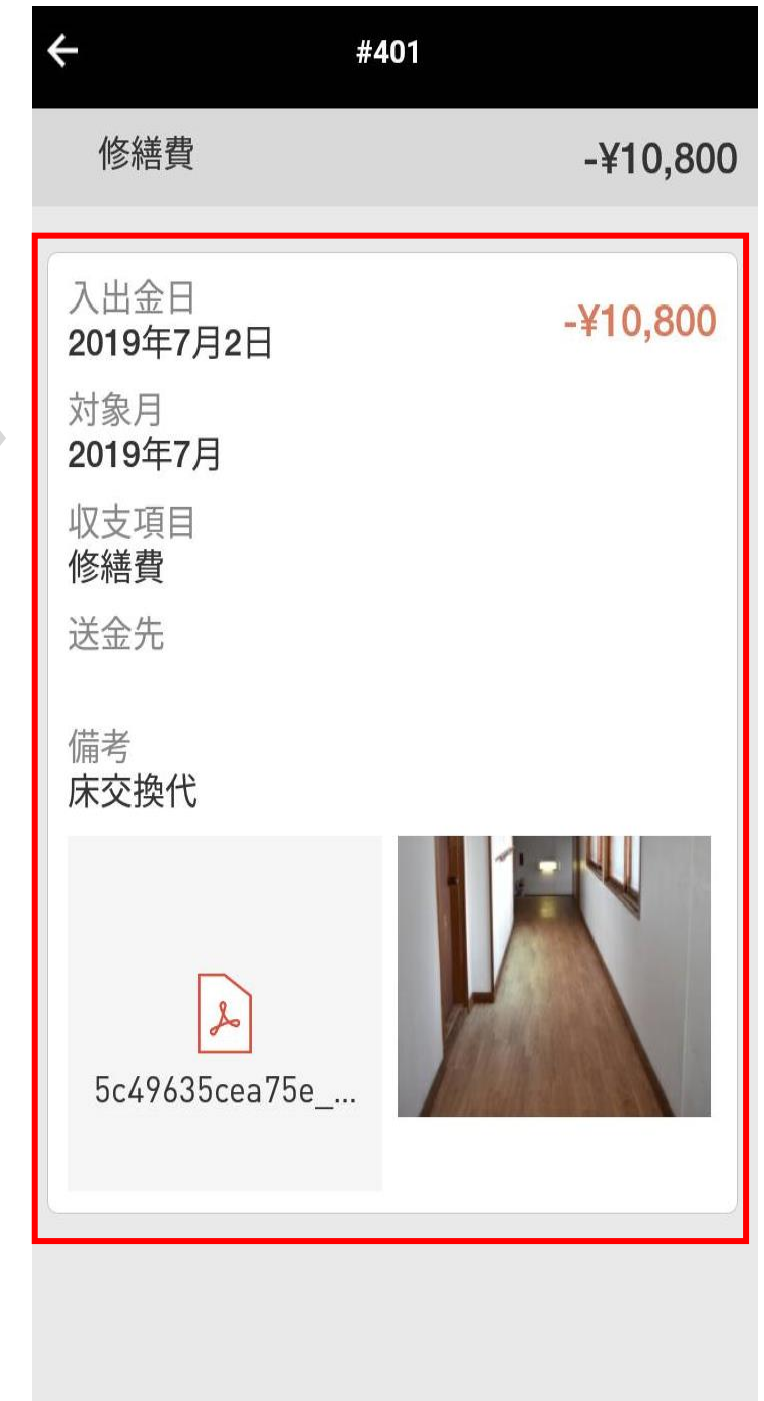 #401
修繕費 -¥10,800
入出金日
2019年7月2日 -¥10,800
対象月
2019年7月
収支項目
修繕費
送金先
備考
床交換代
5c49635cea75e_...